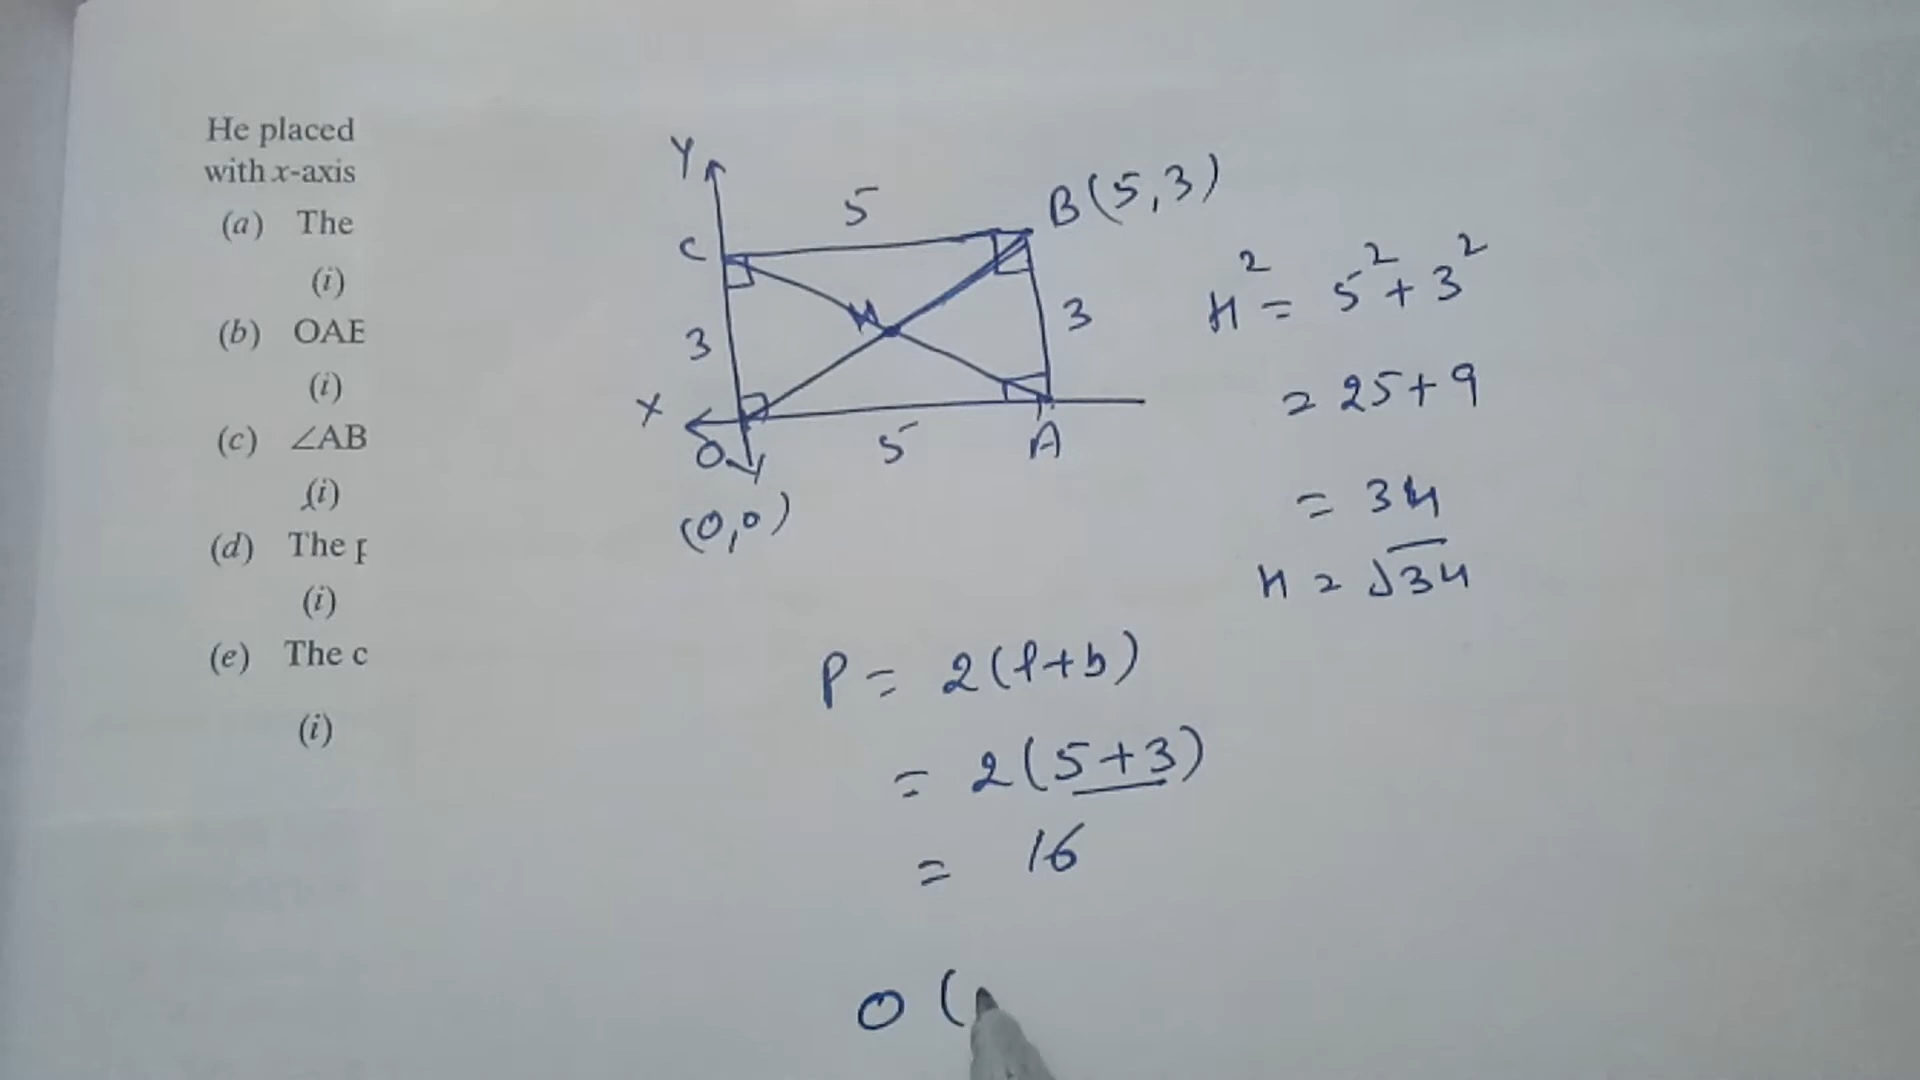 He placed
with x-axis
(a) The
(i)
(b) OAE
(i)
(c) ∠AB
(i)
(d) The p
(i)
(e) The c
(i)
Y
5
B(5,3)
C
3
3
X
O
5
A
Y
(0,0)
H² = 5² + 3²
= 25 + 9
= 34
H = √34
P = 2(l+b)
= 2(5+3)
= 16
O (